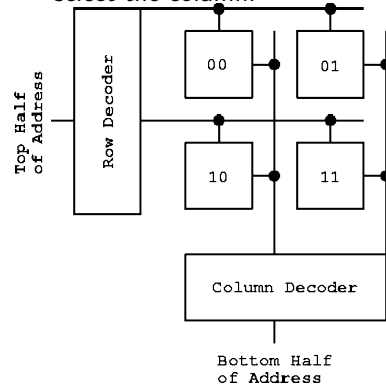 select the column.
00
01
Top Half
of Address
Row Decoder
10
11
Column Decoder
Bottom Half
of Address